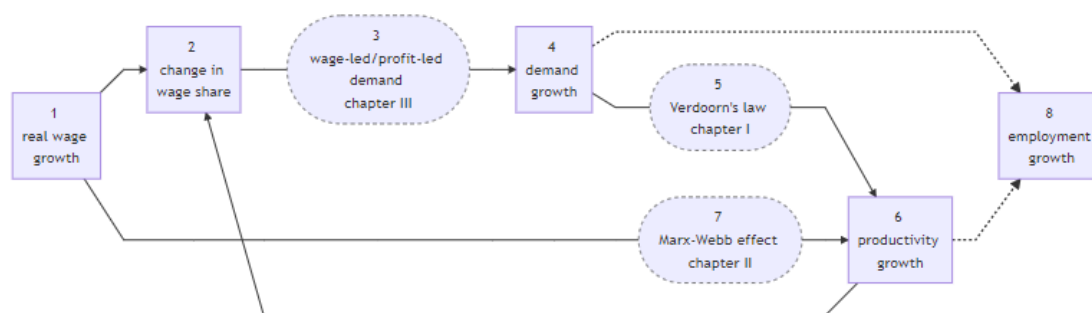 1
real wage
growth
2
change in
wage share
3
wage-led/profit-led
demand
chapter III
4
demand
growth
5
Verdoorn's law
chapter I
6
productivity
growth
7
Marx-Webb effect
chapter II
8
employment
growth